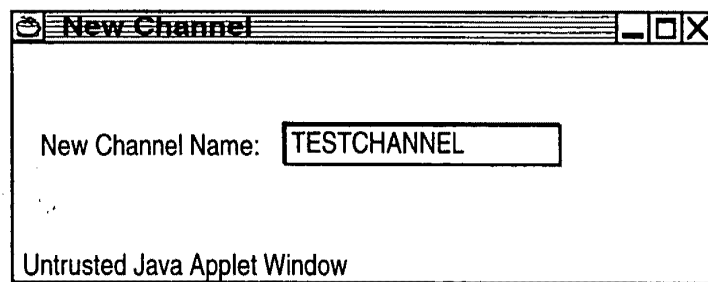 New Channel
New Channel Name: TESTCHANNEL
Untrusted Java Applet Window